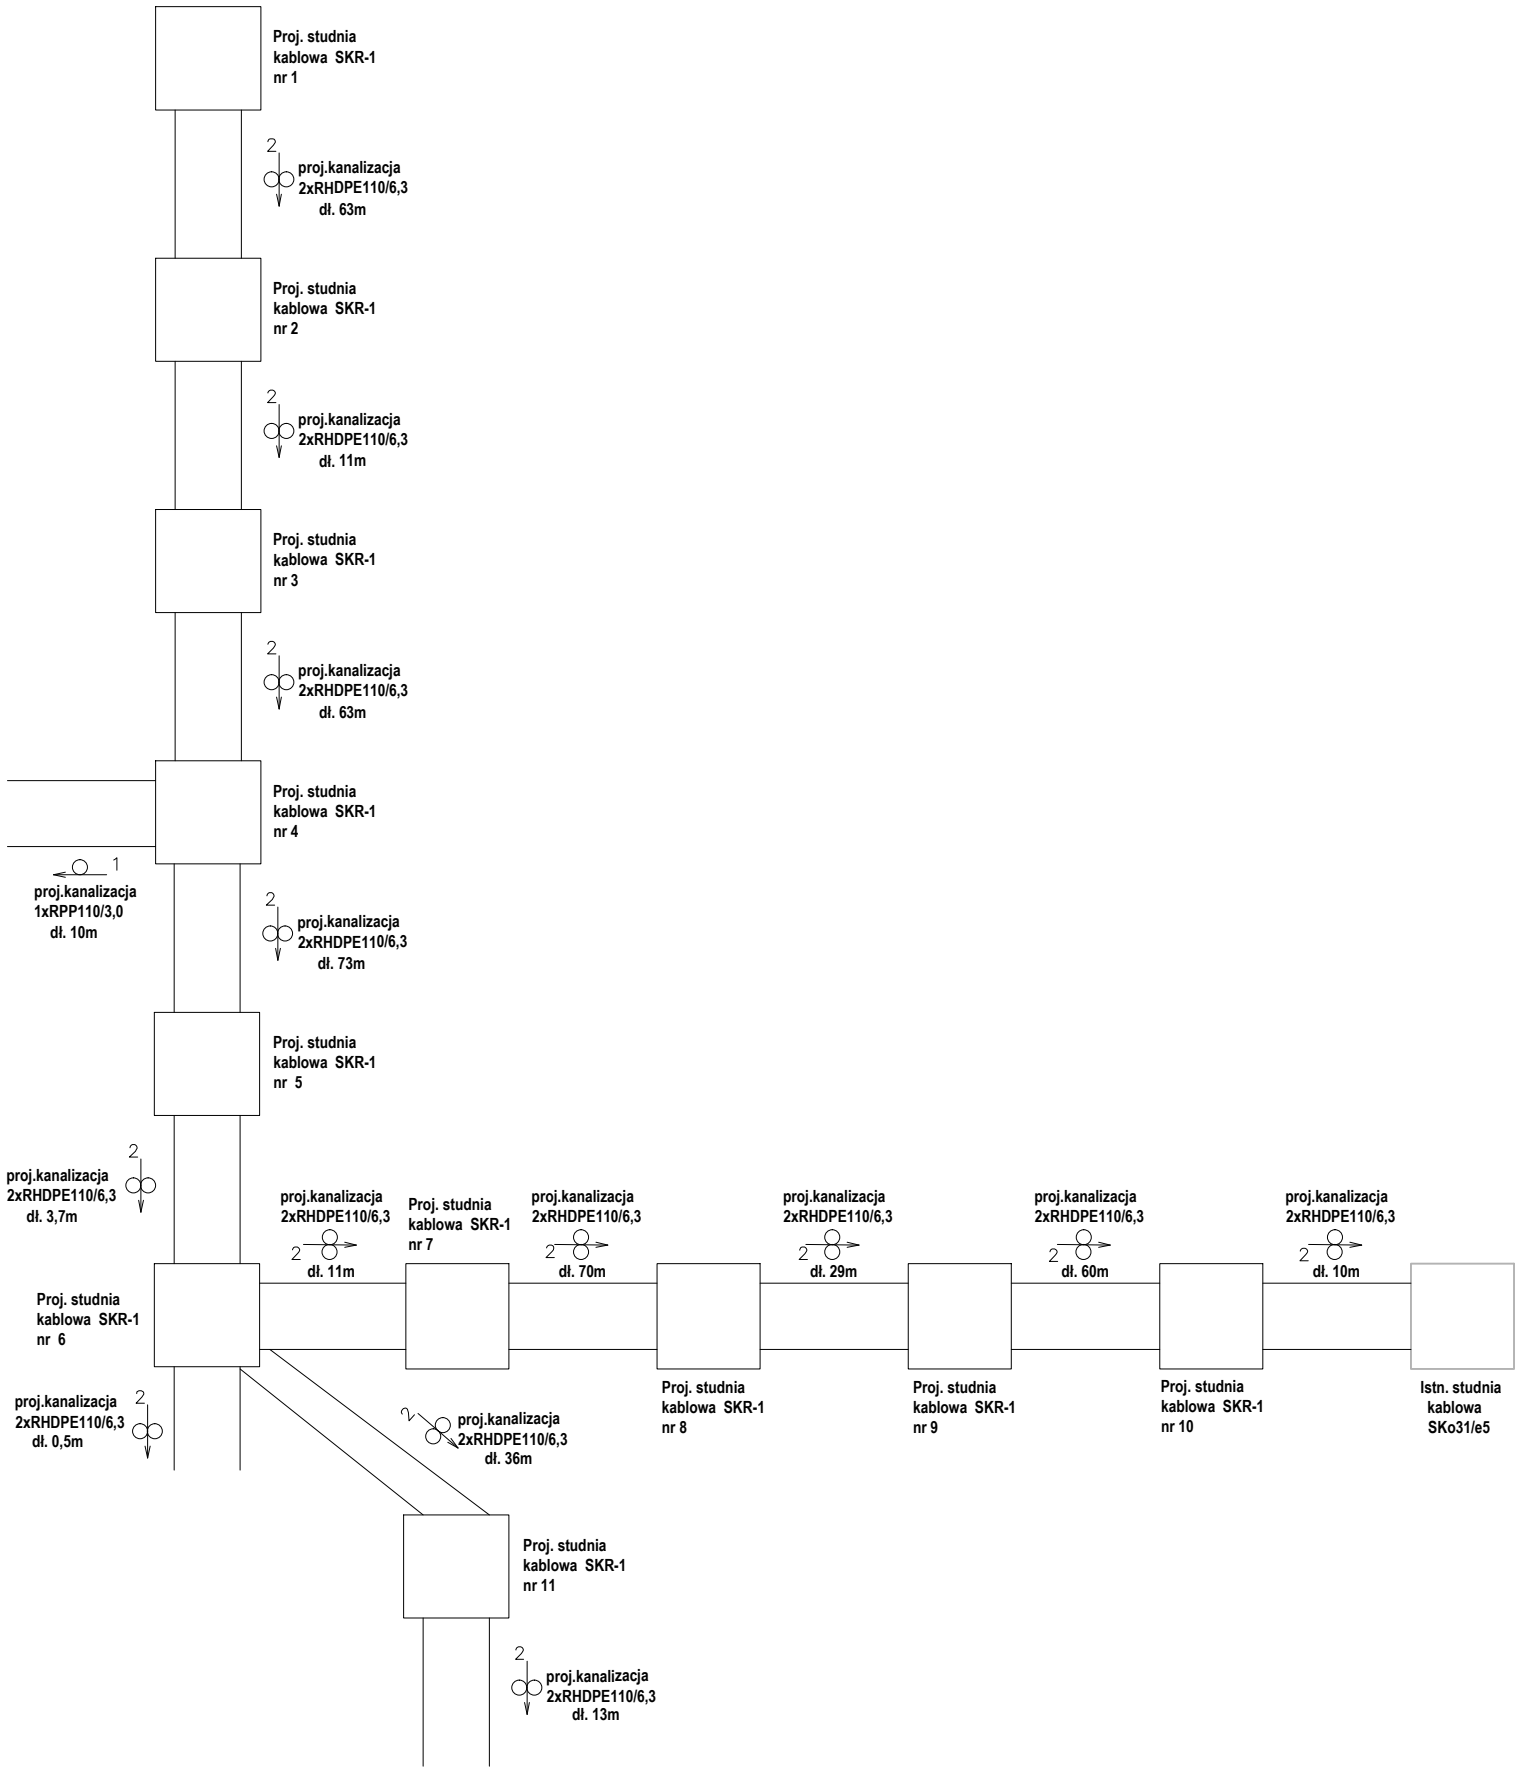 Proj. studnia
kablowa SKR-1
nr 1
2
proj.kanalizacja
2xRHDPE110/6,3
dł. 63m
Proj. studnia
kablowa SKR-1
nr 2
2
proj.kanalizacja
2xRHDPE110/6,3
dł. 11m
Proj. studnia
kablowa SKR-1
nr 3
2
proj.kanalizacja
2xRHDPE110/6,3
dł. 63m
Proj. studnia
kablowa SKR-1
nr 4
1
proj.kanalizacja
1xRPP110/3,0
dł. 10m
2
proj.kanalizacja
2xRHDPE110/6,3
dł. 73m
Proj. studnia
kablowa SKR-1
nr 5
2
proj.kanalizacja
2xRHDPE110/6,3
dł. 3,7m
proj.kanalizacja
2xRHDPE110/6,3
2
dł. 11m
Proj. studnia
kablowa SKR-1
nr 7
proj.kanalizacja
2xRHDPE110/6,3
2
dł. 70m
proj.kanalizacja
2xRHDPE110/6,3
2
dł. 29m
proj.kanalizacja
2xRHDPE110/6,3
2
dł. 60m
proj.kanalizacja
2xRHDPE110/6,3
2
dł. 10m
Proj. studnia
kablowa SKR-1
nr 6
Proj. studnia
kablowa SKR-1
nr 8
Proj. studnia
kablowa SKR-1
nr 9
Proj. studnia
kablowa SKR-1
nr 10
Istn. studnia
kablowa
SKo31/e5
2
proj.kanalizacja
2xRHDPE110/6,3
dł. 0,5m
2
proj.kanalizacja
2xRHDPE110/6,3
dł. 36m
Proj. studnia
kablowa SKR-1
nr 11
2
proj.kanalizacja
2xRHDPE110/6,3
dł. 13m